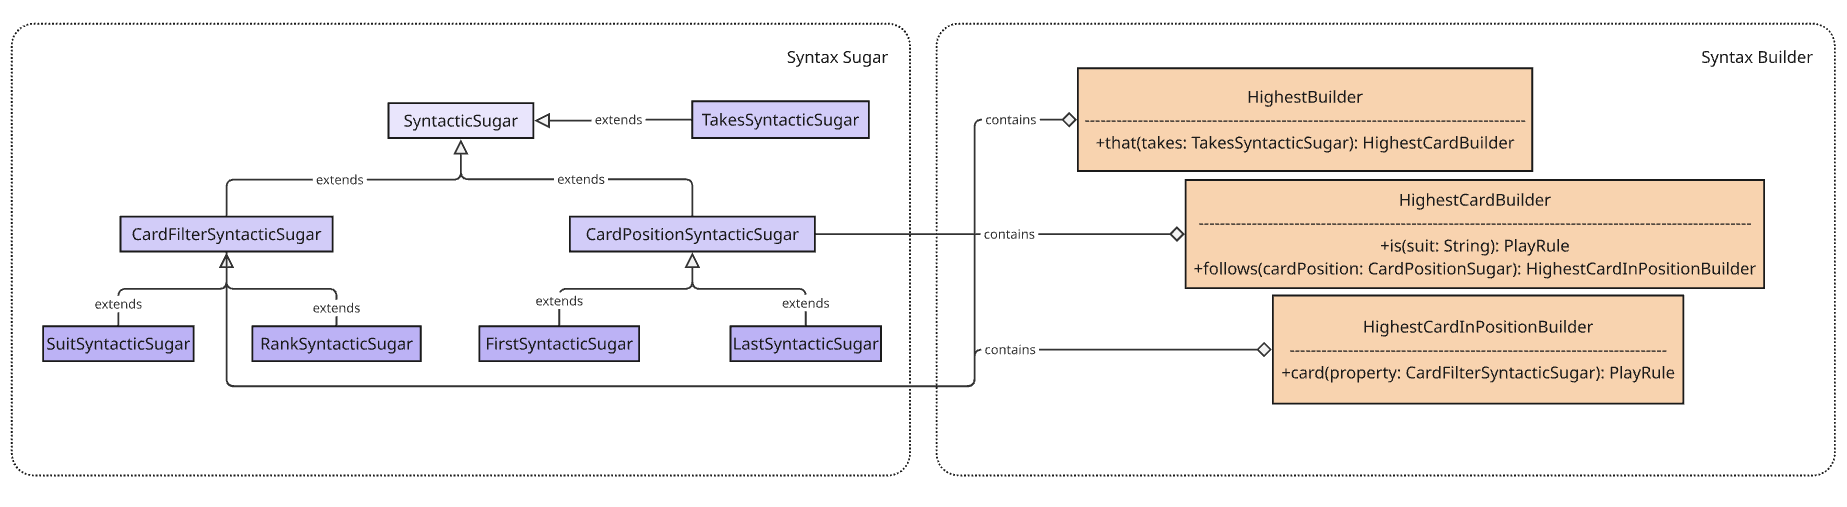 Syntax Sugar
SyntacticSugar
extends
TakesSyntacticSugar
extends
extends
CardFilterSyntacticSugar
CardPositionSyntacticSugar
extends
extends
extends
extends
SuitSyntacticSugar
RankSyntacticSugar
FirstSyntacticSugar
LastSyntacticSugar
Syntax Builder
contains
HighestBuilder
+that(takes: TakesSyntacticSugar): HighestCardBuilder
contains
HighestCardBuilder
+is(suit: String): PlayRule
+follows(cardPosition: CardPositionSugar): HighestCardInPositionBuilder
contains
HighestCardInPositionBuilder
+card(property: CardFilterSyntacticSugar): PlayRule